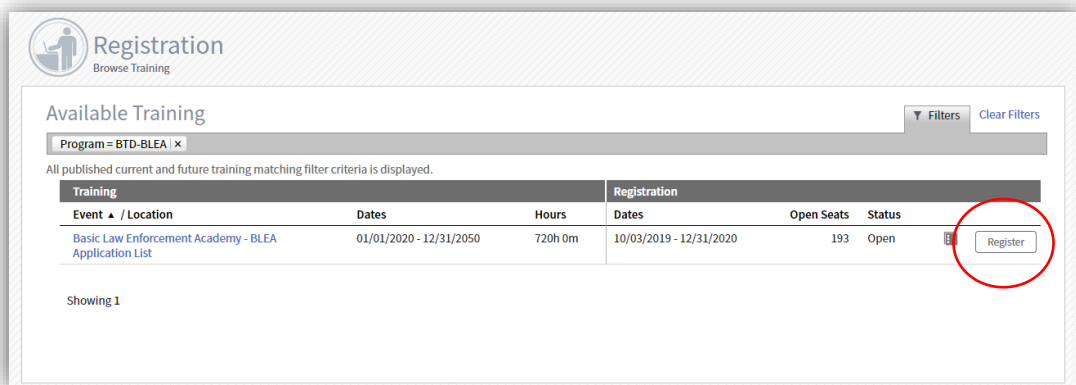 Registration
Browse Training
Available Training
Filters
Clear Filters
Program = BTD-BLEA ×
All published current and future training matching filter criteria is displayed.
Training Registration
Event ▲ / Location Dates Hours Dates Open Seats Status
Basic Law Enforcement Academy - BLEA 01/01/2020 - 12/31/2050 720h 0m 10/03/2019 - 12/31/2020 193 Open Register
Application List
Showing 1